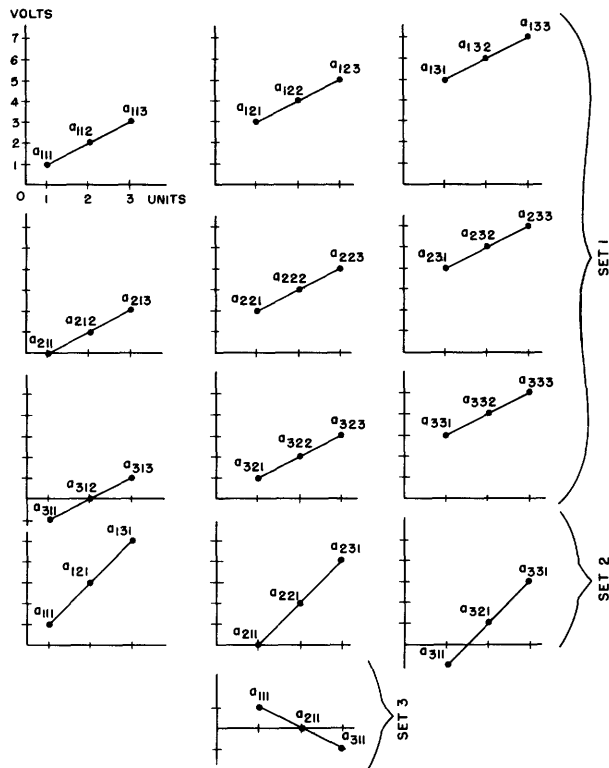 VOLTS
7
6
5
4
3
2
1
0 1 2 3 UNITS
a111 a112 a113
a121 a122 a123
a131 a132 a133
a211 a212 a213
a221 a222 a223
a231 a232 a233
a311 a312 a313
a321 a322 a323
a331 a332 a333
SET 1
a111 a121 a131
a211 a221 a231
a311 a321 a331
SET 2
a111 a211 a311
SET 3